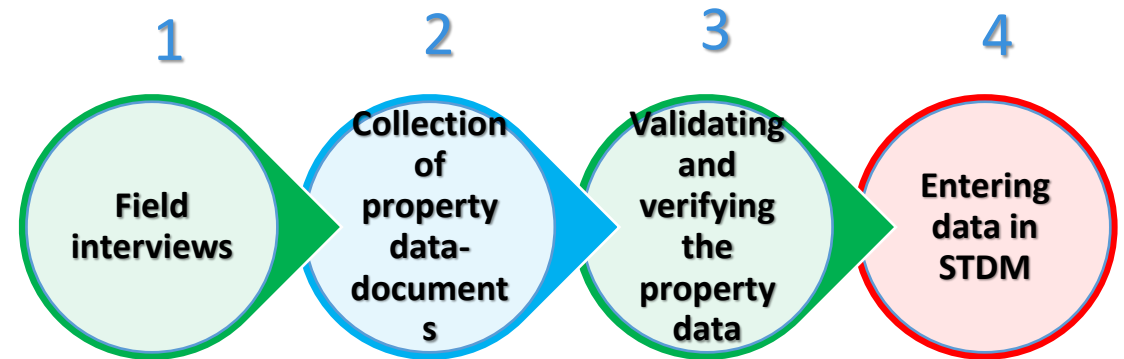 1
2
3
4
Field
interviews
Collection
of
property
data-
document
s
Validating
and
verifying
the
property
data
Entering
data in
STDM